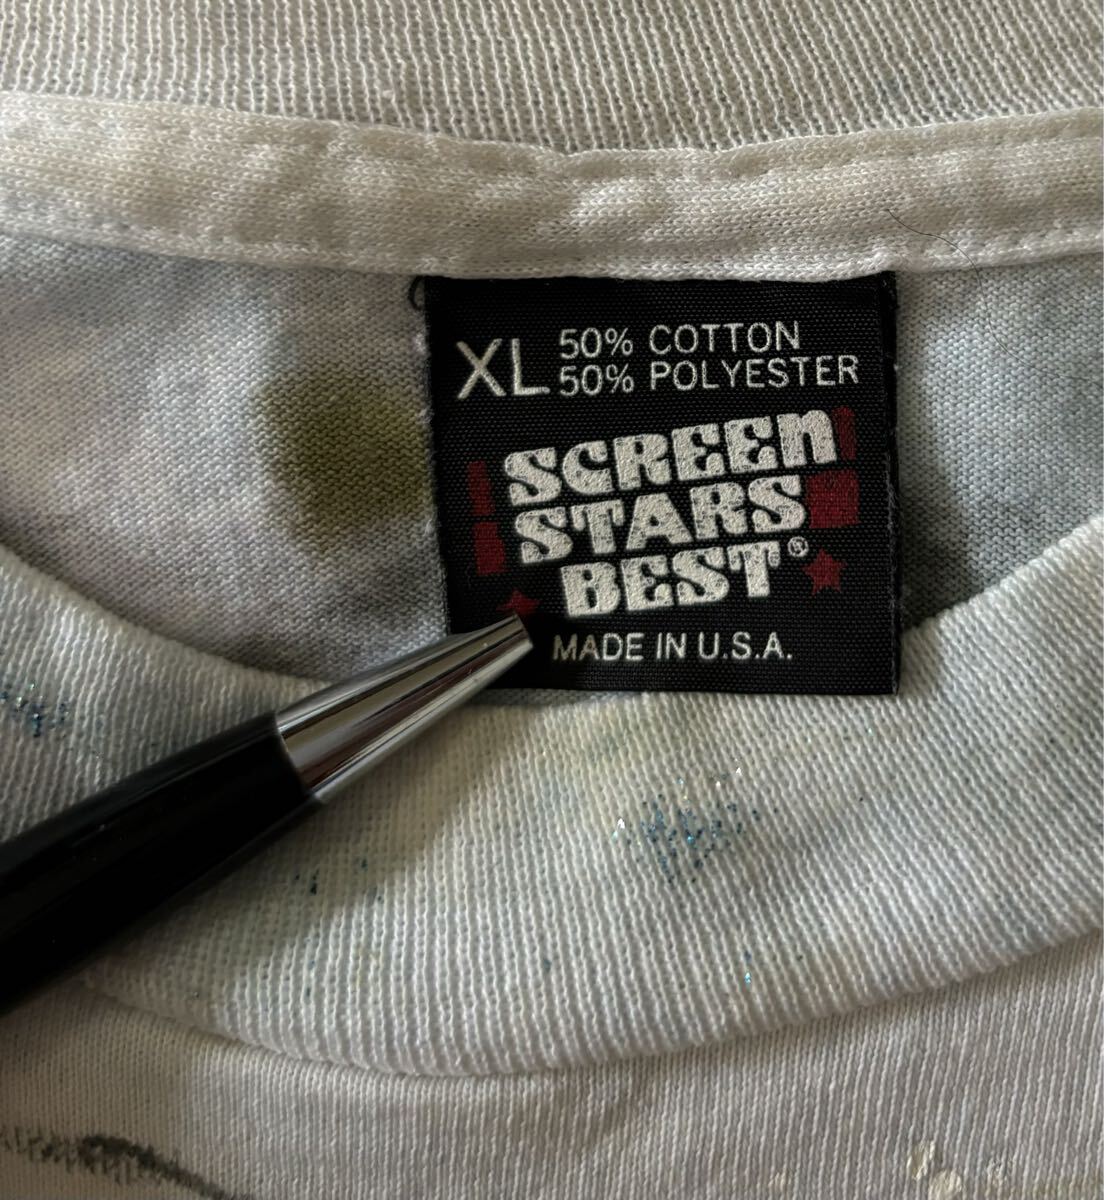 XL 50% COTTON
50% POLYESTER
SCREEN
STARS
BEST®
MADE IN U.S.A.